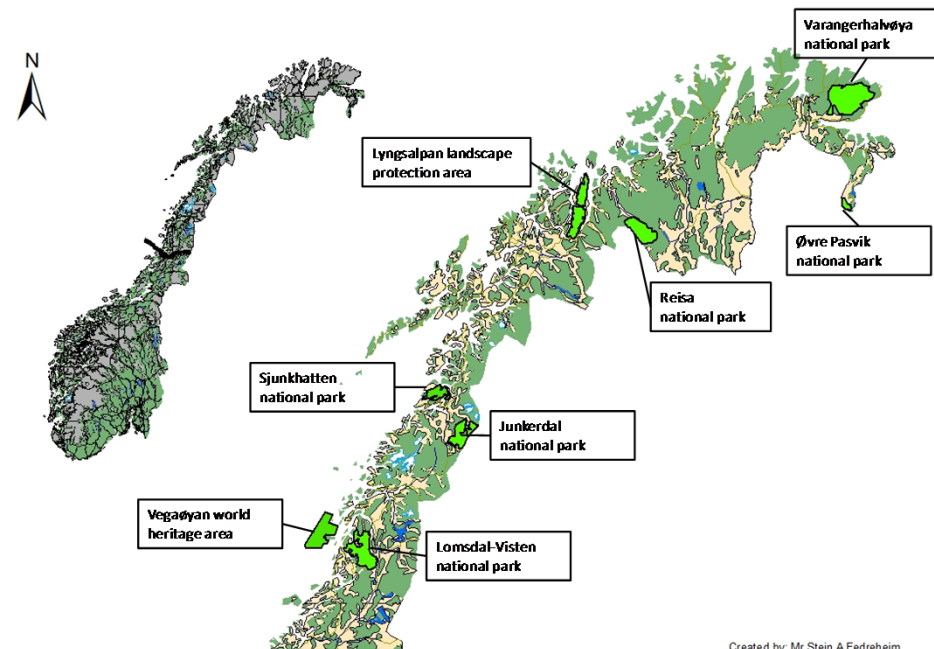 N
Varangerhalvøya
national park
Lyngsalpan landscape
protection area
Øvre Pasvik
national park
Reisa
national park
Sjunkhatten
national park
Junkerdal
national park
Vegaøyan world
heritage area
Lomsdal-Visten
national park
Created by: Mr Stein A Fedreheim